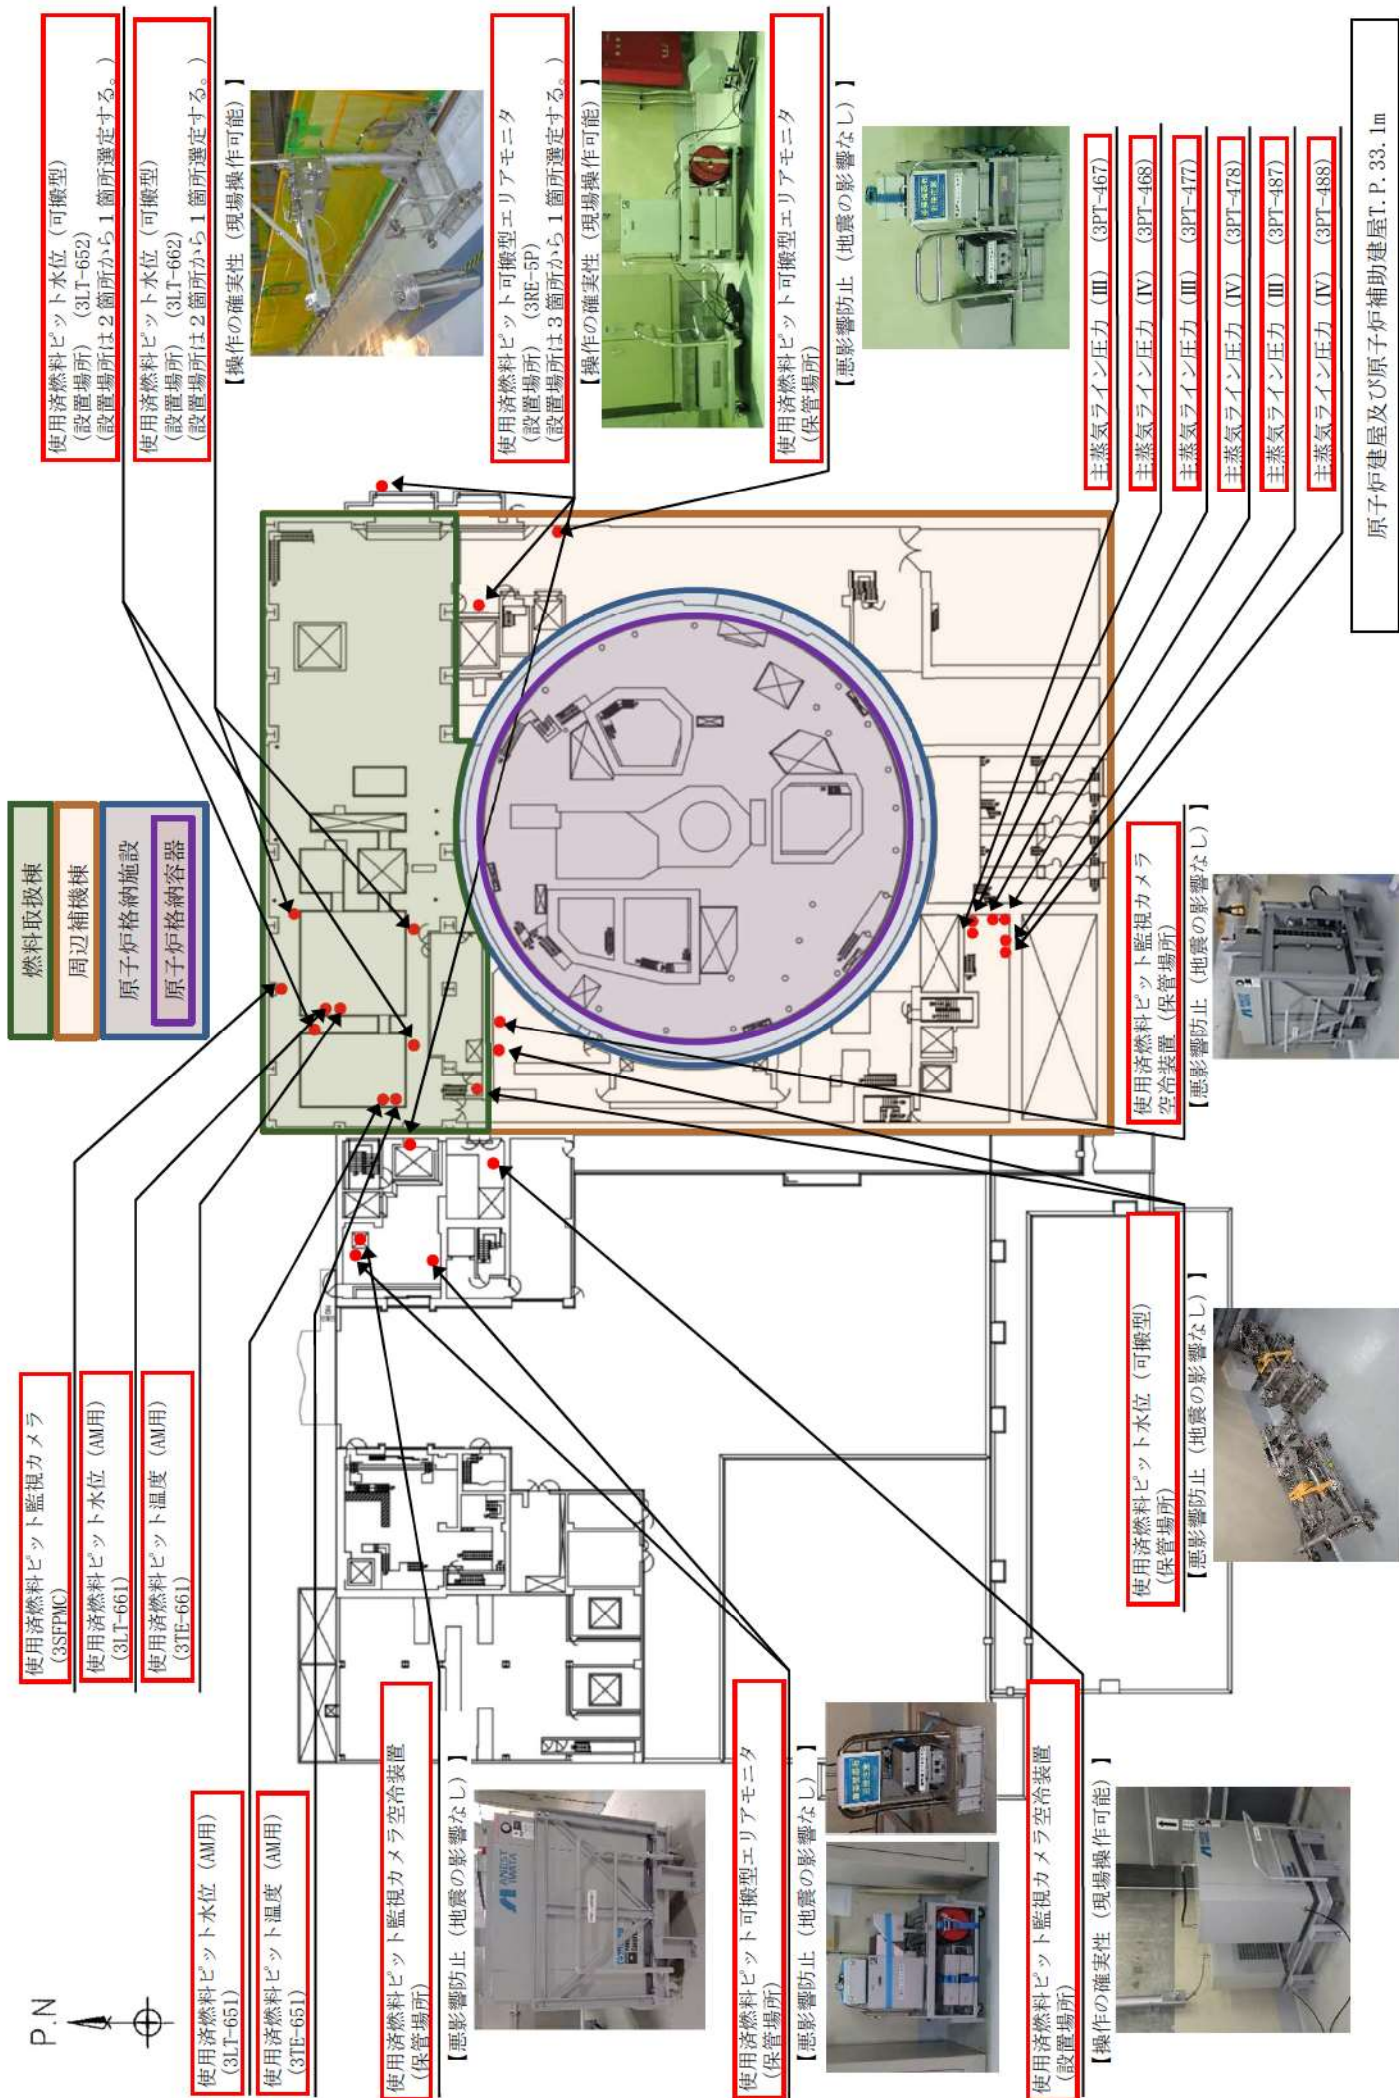 P.N
燃料取扱棟
周辺補機棟
原子炉格納施設
原子炉格納容器
使用済燃料ピット水位（可搬型）
（設置場所）（3LT-652）
（設置場所は２箇所から１箇所選定する。）
使用済燃料ピット水位（可搬型）
（設置場所）（3LT-662）
（設置場所は２箇所から１箇所選定する。）
【操作の確実性（現場操作可能）】
使用済燃料ピット可搬型エリアモニタ
（設置場所）（3RE-5P）
（設置場所は３箇所から１箇所選定する。）
【操作の確実性（現場操作可能）】
使用済燃料ピット可搬型エリアモニタ
（保管場所）
【悪影響防止（地震の影響なし）】
主蒸気ライン圧力（Ⅲ）（3PT-467）
主蒸気ライン圧力（Ⅳ）（3PT-468）
主蒸気ライン圧力（Ⅲ）（3PT-477）
主蒸気ライン圧力（Ⅳ）（3PT-478）
主蒸気ライン圧力（Ⅲ）（3PT-487）
主蒸気ライン圧力（Ⅳ）（3PT-488）
使用済燃料ピット監視カメラ
（3SFPMC）
使用済燃料ピット水位（AM用）
（3LT-661）
使用済燃料ピット温度（AM用）
（3TE-661）
使用済燃料ピット水位（AM用）
（3LT-651）
使用済燃料ピット温度（AM用）
（3TE-651）
使用済燃料ピット監視カメラ空冷装置
（保管場所）
【悪影響防止（地震の影響なし）】
ANEST
IWATA
使用済燃料ピット可搬型エリアモニタ
（保管場所）
【悪影響防止（地震の影響なし）】
使用済燃料ピット監視カメラ空冷装置
（設置場所）
【操作の確実性（現場操作可能）】
使用済燃料ピット水位（可搬型）
（保管場所）
【悪影響防止（地震の影響なし）】
使用済燃料ピット監視カメラ
空冷装置（保管場所）
【悪影響防止（地震の影響なし）】
原子炉建屋及び原子炉補助建屋T.P.33.1m